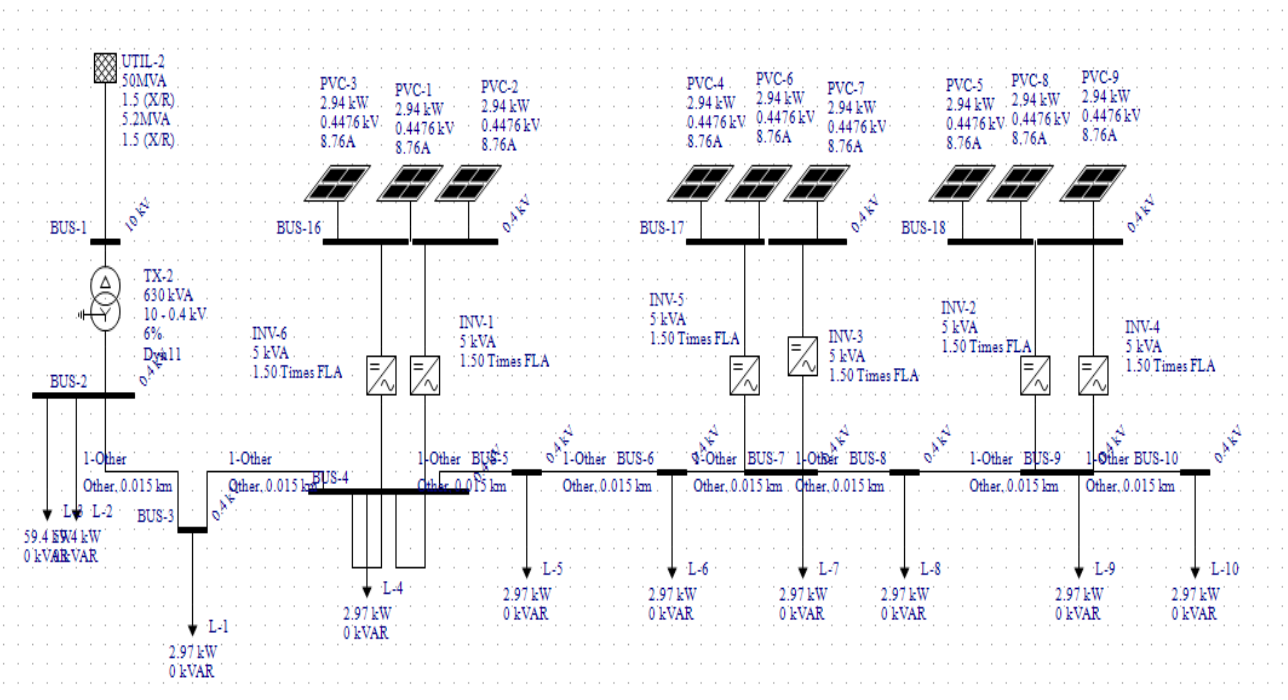 UTIL-2
50MVA
1.5 (X/R)
5.2MVA
1.5 (X/R)
BUS-1
10 kV
TX-2
630 kVA
10 - 0.4 kV
6%
Dyn11
0.4 kV
BUS-2
PVC-3
2.94 kW
0.4476 kV
8.76A
PVC-1
2.94 kW
0.4476 kV
8.76A
PVC-2
2.94 kW
0.4476 kV
8.76A
BUS-16
0.4 kV
PVC-4
2.94 kW
0.4476 kV
8.76A
PVC-6
2.94 kW
0.4476 kV
8.76A
PVC-7
2.94 kW
0.4476 kV
8.76A
BUS-17
0.4 kV
PVC-5
2.94 kW
0.4476 kV
8.76A
PVC-8
2.94 kW
0.4476 kV
8.76A
PVC-9
2.94 kW
0.4476 kV
8.76A
BUS-18
0.4 kV
INV-6
5 kVA
1.50 Times FLA
INV-1
5 kVA
1.50 Times FLA
INV-5
5 kVA
1.50 Times FLA
INV-3
5 kVA
1.50 Times FLA
INV-2
5 kVA
1.50 Times FLA
INV-4
5 kVA
1.50 Times FLA
1-Other
Other, 0.015 km
1-Other
Other, 0.015 km
BUS-4
0.4 kV
1-Other
Other, 0.015 km
BUS-5
0.4 kV
1-Other
Other, 0.015 km
BUS-6
0.4 kV
1-Other
Other, 0.015 km
BUS-7
0.4 kV
1-Other
Other, 0.015 km
BUS-8
0.4 kV
1-Other
Other, 0.015 km
BUS-9
0.4 kV
1-Other
Other, 0.015 km
BUS-10
0.4 kV
BUS-3
0.4 kV
L-3
59.4 kW
0 kVAR
L-2
59.4 kW
0 kVAR
L-1
2.97 kW
0 kVAR
L-4
2.97 kW
0 kVAR
L-5
2.97 kW
0 kVAR
L-6
2.97 kW
0 kVAR
L-7
2.97 kW
0 kVAR
L-8
2.97 kW
0 kVAR
L-9
2.97 kW
0 kVAR
L-10
2.97 kW
0 kVAR